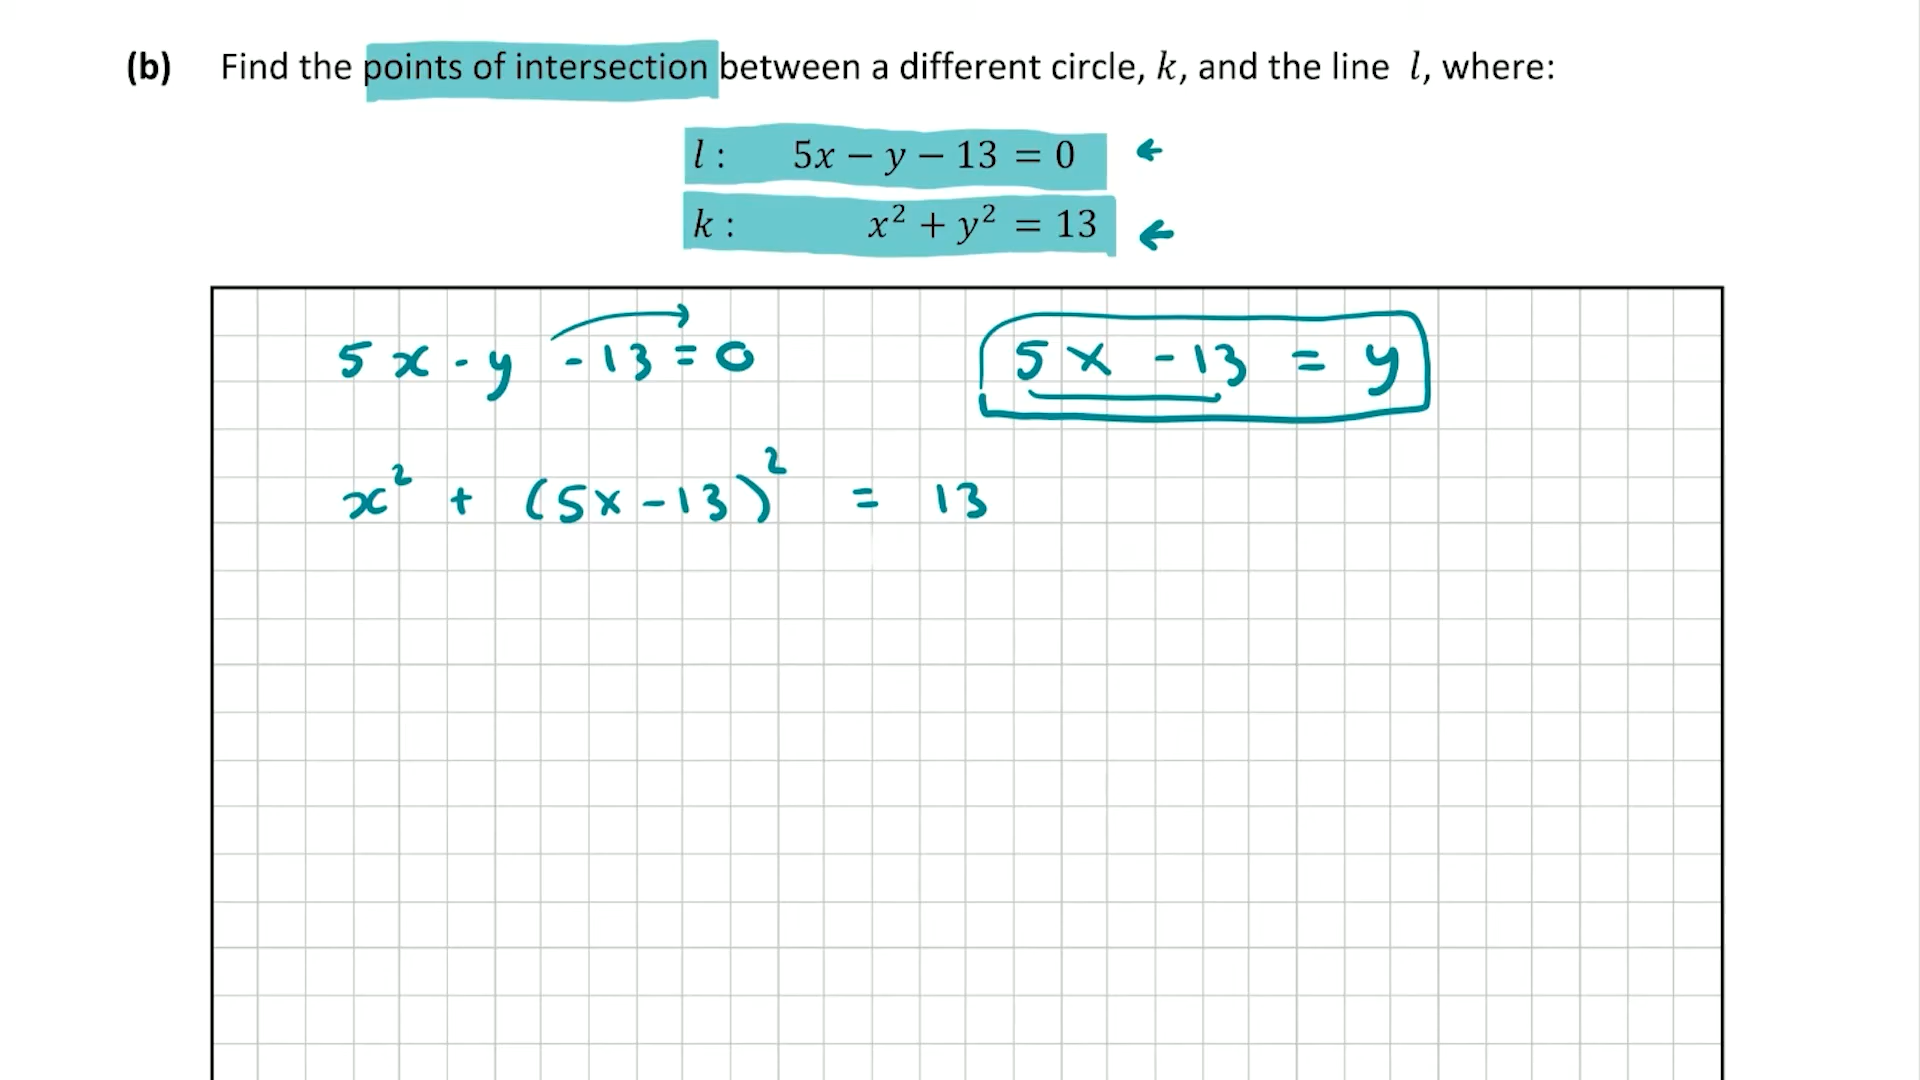 (b) Find the points of intersection between a different circle, k, and the line l, where:
l : 5x − y − 13 = 0
k : x² + y² = 13
5x - y - 13 = 0
5x - 13 = y
x² + (5x - 13)² = 13